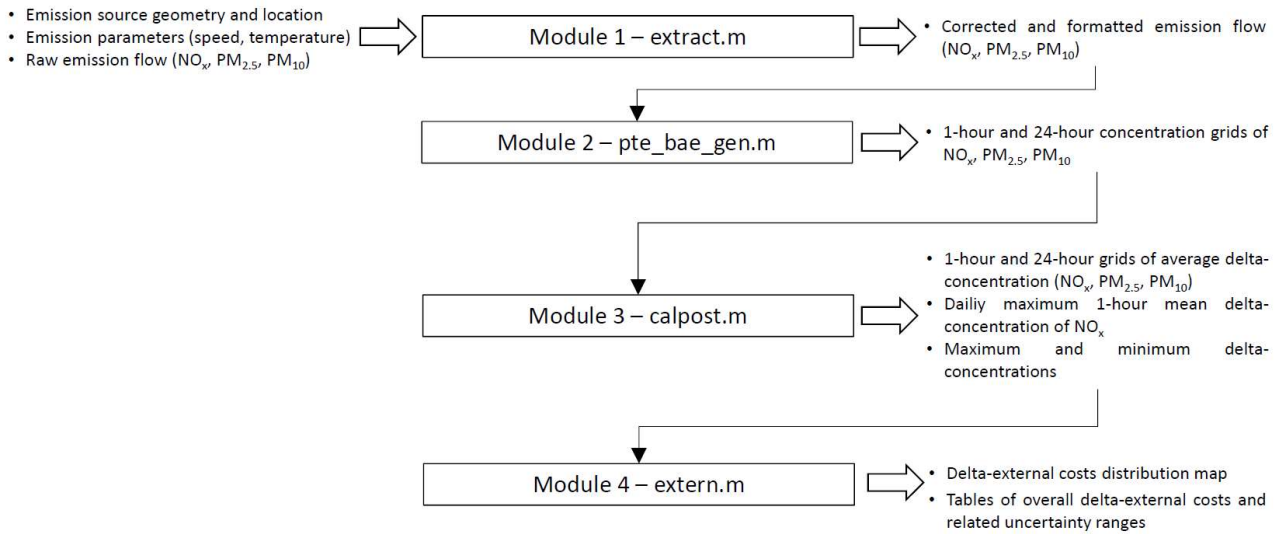 • Emission source geometry and location
• Emission parameters (speed, temperature)
• Raw emission flow (NOx, PM2.5, PM10)
Module 1 – extract.m
• Corrected and formatted emission flow
(NOx, PM2.5, PM10)
Module 2 – pte_bae_gen.m
• 1-hour and 24-hour concentration grids of
NOx, PM2.5, PM10
Module 3 – calpost.m
• 1-hour and 24-hour grids of average delta-
concentration (NOx, PM2.5, PM10)
• Dailiy maximum 1-hour mean delta-
concentration of NOx
• Maximum and minimum delta-
concentrations
Module 4 – extern.m
• Delta-external costs distribution map
• Tables of overall delta-external costs and
related uncertainty ranges